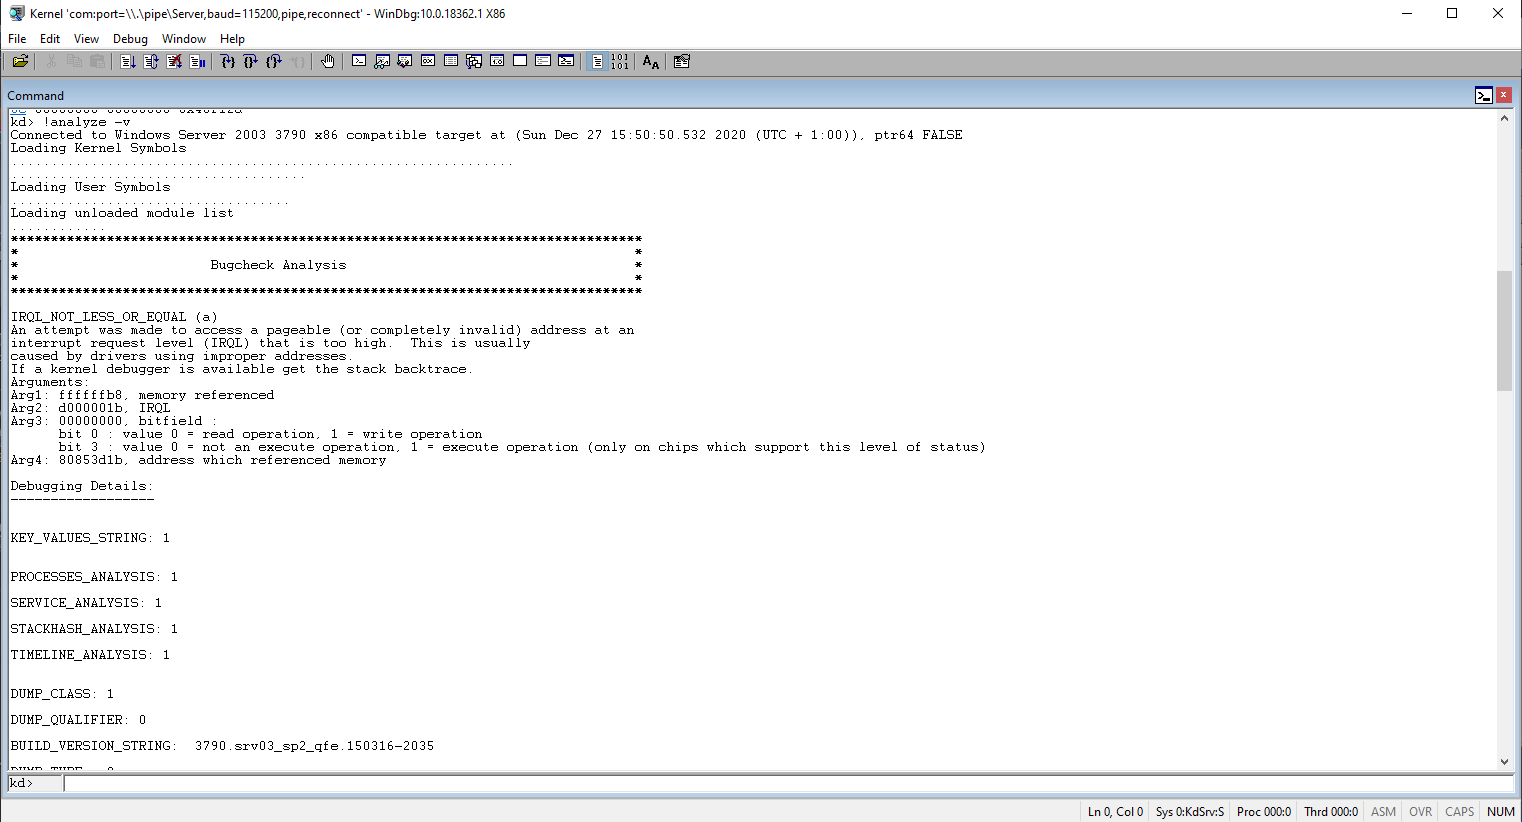 Kernel 'com:port=\\.\pipe\Server,baud=115200,pipe,reconnect' - WinDbg:10.0.18362.1 X86
File Edit View Debug Window Help
Command
kd> !analyze -v
Connected to Windows Server 2003 3790 x86 compatible target at (Sun Dec 27 15:50:50.532 2020 (UTC + 1:00)), ptr64 FALSE
Loading Kernel Symbols
...............................................................
.....................................
Loading User Symbols
...................................
Loading unloaded module list
............
*******************************************************************************
* *
* Bugcheck Analysis *
* *
*******************************************************************************
IRQL_NOT_LESS_OR_EQUAL (a)
An attempt was made to access a pageable (or completely invalid) address at an
interrupt request level (IRQL) that is too high. This is usually
caused by drivers using improper addresses.
If a kernel debugger is available get the stack backtrace.
Arguments:
Arg1: ffffffb8, memory referenced
Arg2: d000001b, IRQL
Arg3: 00000000, bitfield :
bit 0 : value 0 = read operation, 1 = write operation
bit 3 : value 0 = not an execute operation, 1 = execute operation (only on chips which support this level of status)
Arg4: 80853d1b, address which referenced memory
Debugging Details:
------------------
KEY_VALUES_STRING: 1
PROCESSES_ANALYSIS: 1
SERVICE_ANALYSIS: 1
STACKHASH_ANALYSIS: 1
TIMELINE_ANALYSIS: 1
DUMP_CLASS: 1
DUMP_QUALIFIER: 0
BUILD_VERSION_STRING: 3790.srv03_sp2_qfe.150316-2035
kd>
Ln 0, Col 0 Sys 0:KdSrv:S Proc 000:0 Thrd 000:0 ASM OVR CAPS NUM